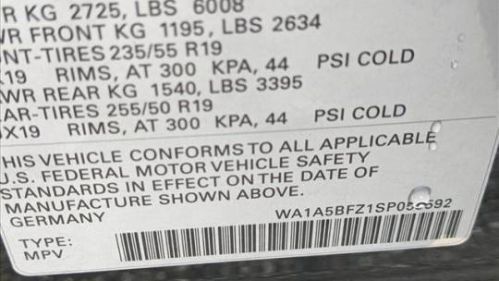 R KG 2725, LBS 6008
WR FRONT KG 1195, LBS 2634
NT-TIRES 235/55 R19
X19 RIMS, AT 300 KPA, 44 PSI COLD
WR REAR KG 1540, LBS 3395
AR-TIRES 255/50 R19
X19 RIMS, AT 300 KPA, 44 PSI COLD
HIS VEHICLE CONFORMS TO ALL APPLICABLE
U.S. FEDERAL MOTOR VEHICLE SAFETY
STANDARDS IN EFFECT ON THE DATE OF
MANUFACTURE SHOWN ABOVE.
GERMANY
TYPE:
MPV